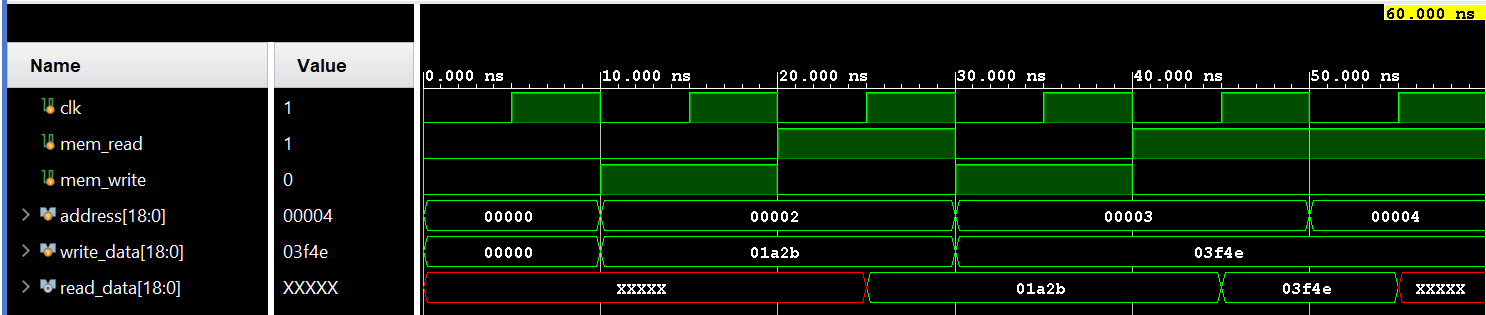 60.000 ns
Name Value
0.000 ns 10.000 ns 20.000 ns 30.000 ns 40.000 ns 50.000 ns
clk 1
mem_read 1
mem_write 0
address[18:0] 00004 00000 00002 00003 00004
write_data[18:0] 03f4e 00000 01a2b 03f4e
read_data[18:0] XXXXX XXXXX 01a2b 03f4e XXXXX